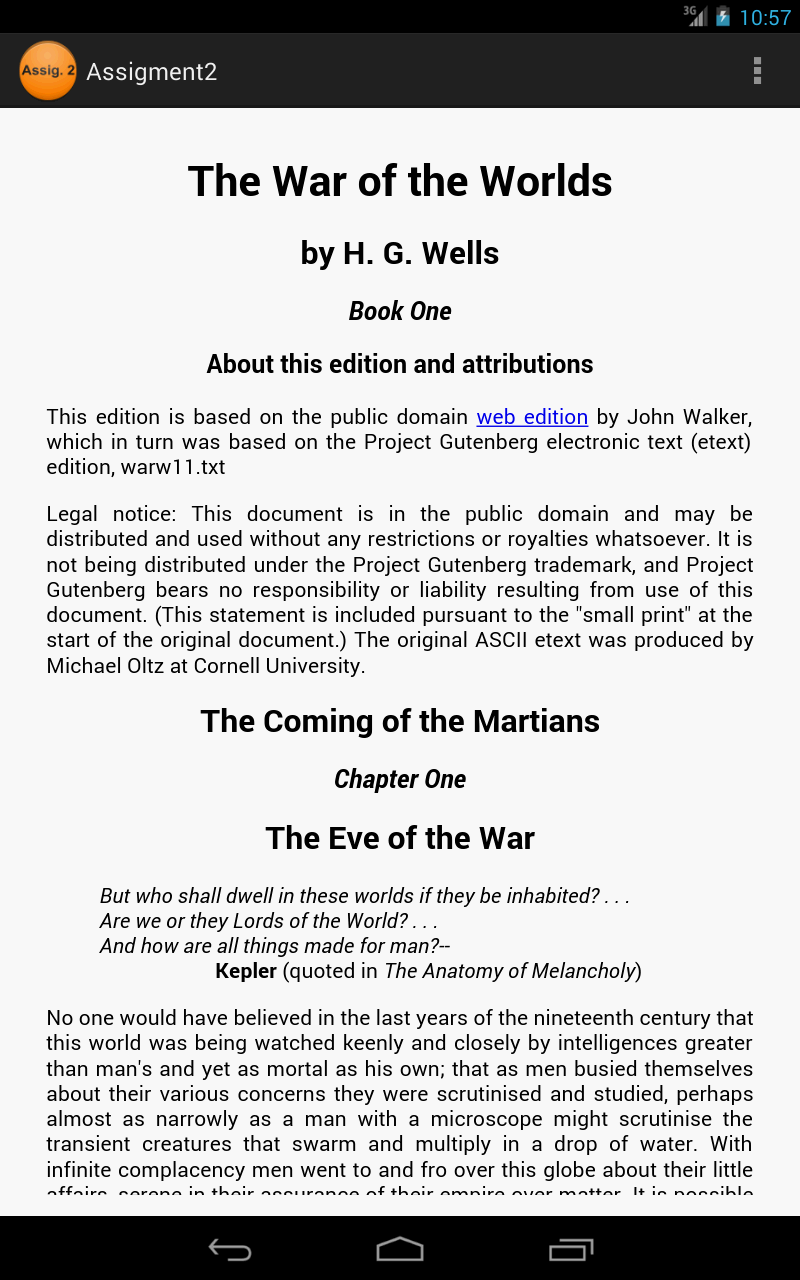 3G 10:57
Assig. 2 Assigment2
The War of the Worlds
by H. G. Wells
Book One
About this edition and attributions
This edition is based on the public domain web edition by John Walker,
which in turn was based on the Project Gutenberg electronic text (etext)
edition, warw11.txt
Legal notice: This document is in the public domain and may be
distributed and used without any restrictions or royalties whatsoever. It is
not being distributed under the Project Gutenberg trademark, and Project
Gutenberg bears no responsibility or liability resulting from use of this
document. (This statement is included pursuant to the "small print" at the
start of the original document.) The original ASCII etext was produced by
Michael Oltz at Cornell University.
The Coming of the Martians
Chapter One
The Eve of the War
But who shall dwell in these worlds if they be inhabited? . . .
Are we or they Lords of the World? . . .
And how are all things made for man?--
Kepler (quoted in The Anatomy of Melancholy)
No one would have believed in the last years of the nineteenth century that
this world was being watched keenly and closely by intelligences greater
than man's and yet as mortal as his own; that as men busied themselves
about their various concerns they were scrutinised and studied, perhaps
almost as narrowly as a man with a microscope might scrutinise the
transient creatures that swarm and multiply in a drop of water. With
infinite complacency men went to and fro over this globe about their little
affairs, serene in their assurance of their empire over matter. It is possible